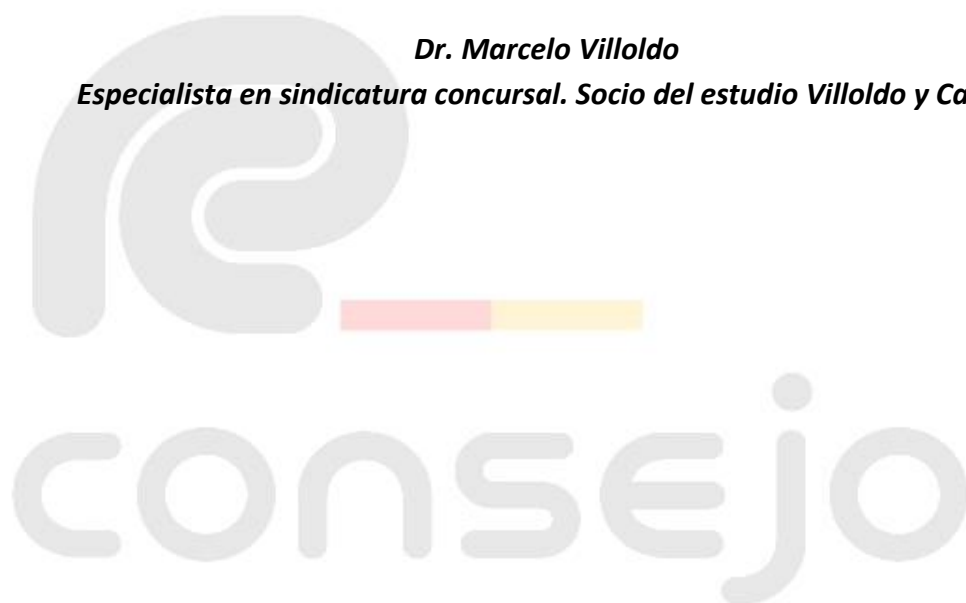 Dr. Marcelo Villoldo
Especialista en sindicatura concursal. Socio del estudio Villoldo y Ca
consejo